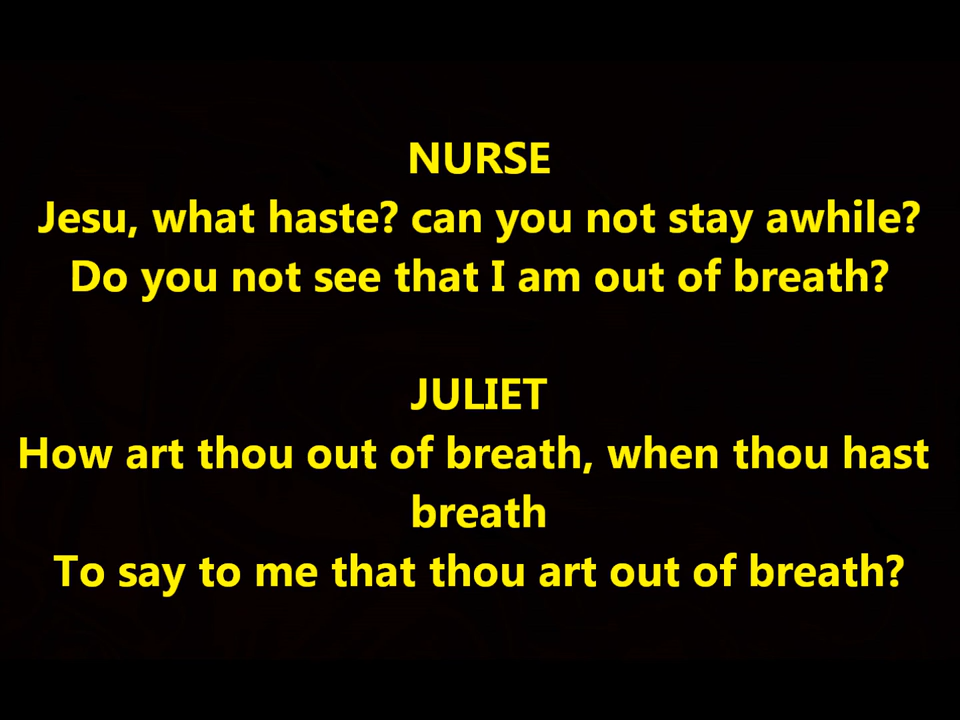 NURSE
Jesu, what haste? can you not stay awhile?
Do you not see that I am out of breath?
JULIET
How art thou out of breath, when thou hast
breath
To say to me that thou art out of breath?